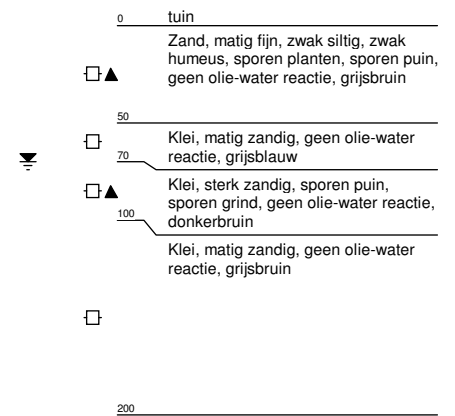 0 tuin
Zand, matig fijn, zwak siltig, zwak
humeus, sporen planten, sporen puin,
geen olie-water reactie, grijsbruin
50
Klei, matig zandig, geen olie-water
70 reactie, grijsblauw
Klei, sterk zandig, sporen puin,
sporen grind, geen olie-water reactie,
100 donkerbruin
Klei, matig zandig, geen olie-water
reactie, grijsbruin
200